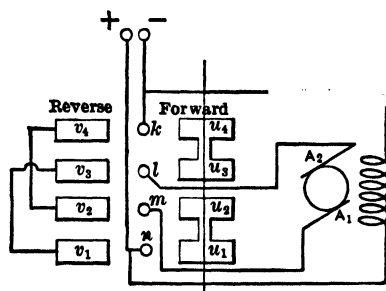 + −
Reverse Forward
v₄ k u₄
v₃ l u₃ A₂
v₂ m u₂ A₁
v₁ n u₁